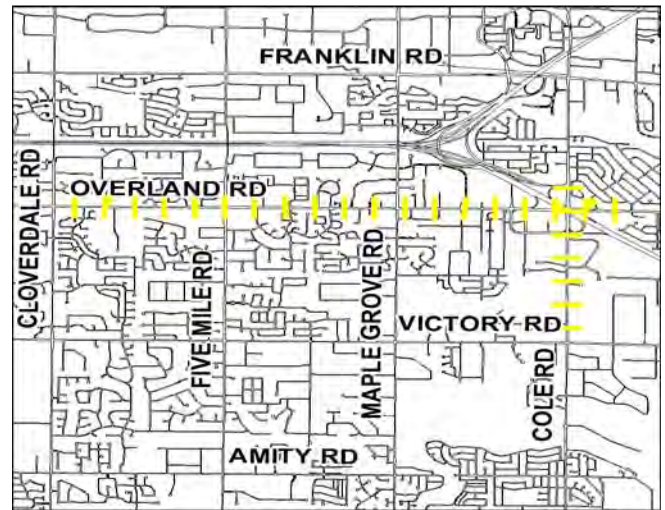 FRANKLIN RD
OVERLAND RD
CLOVERDALE RD
FIVE MILE RD
MAPLE GROVE RD
VICTORY RD
COLE RD
AMITY RD